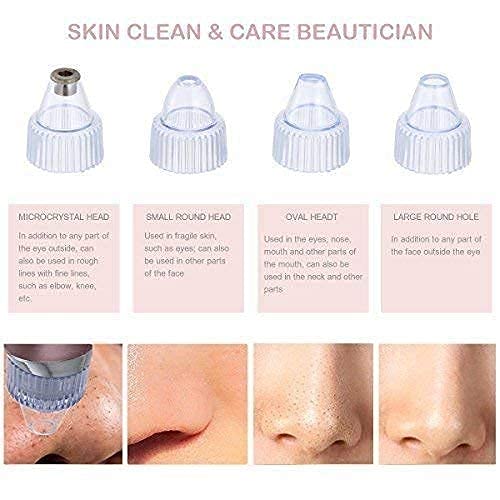 SKIN CLEAN & CARE BEAUTICIAN
MICROCRYSTAL HEAD
In addition to any part of
the eye outside, can
also be used in rough
lines with fine lines,
such as elbow, knee,
etc.
SMALL ROUND HEAD
Used in fragile skin,
such as eyes; can also
be used in other parts
of the face
OVAL HEADT
Used in the eyes; nose,
mouth and other parts of
the mouth, can also be
used in the neck and other
parts
LARGE ROUND HOLE
In addition to any part of
the face outside the eye